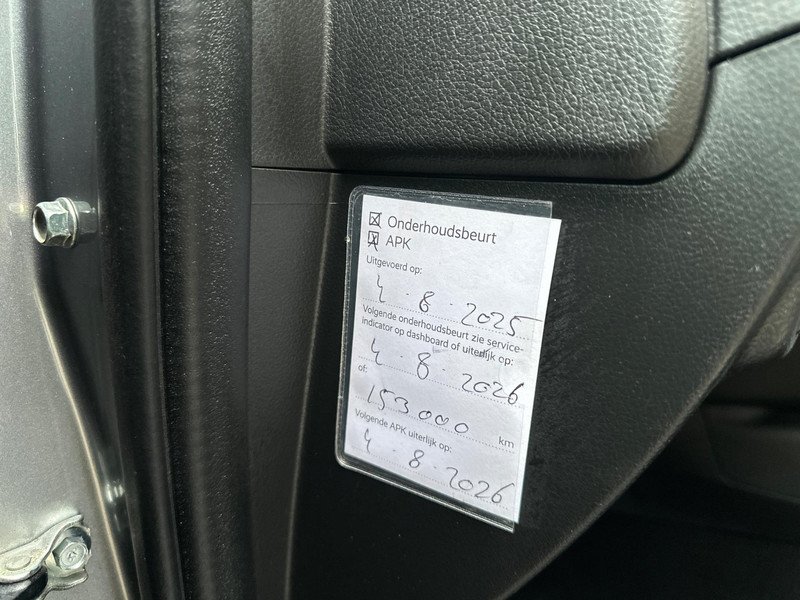 ☒ Onderhoudsbeurt
☒ APK
Uitgevoerd op:
4 . 8 . 2025
Volgende onderhoudsbeurt zie service-
indicator op dashboard of uiterlijk op:
4 . 8 . 2026
of:
153 000 km
Volgende APK uiterlijk op:
4 . 8 . 2026